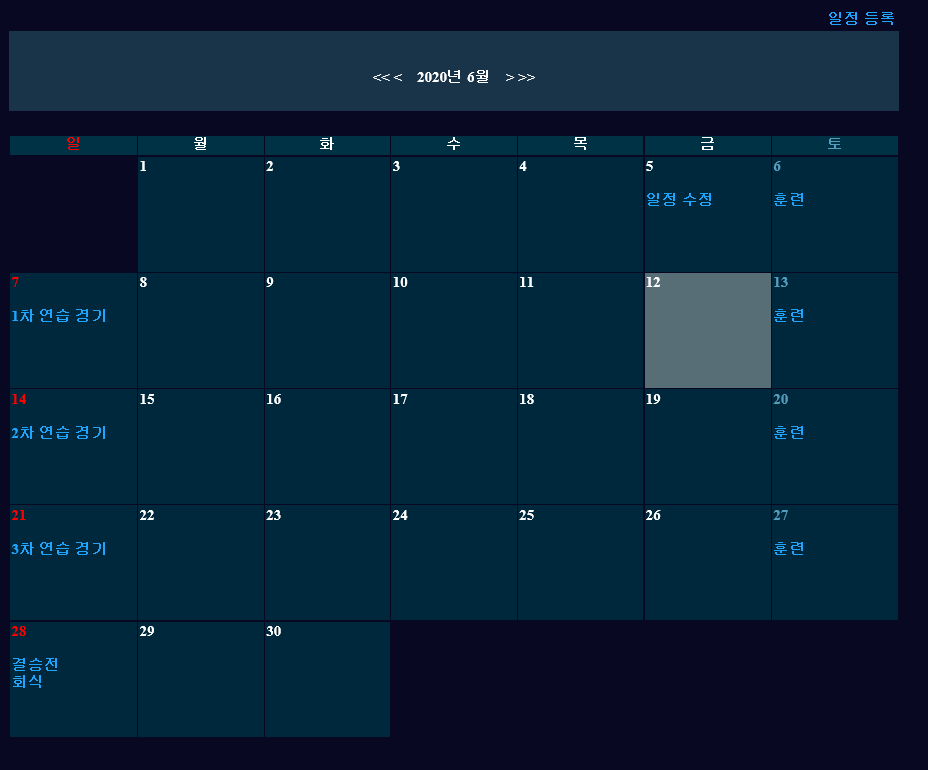 일정 등록
<< < 2020년 6월 > >>
일 월 화 수 목 금 토
1 2 3 4 5 6
일정 수정 훈련
7 8 9 10 11 12 13
1차 연습 경기 훈련
14 15 16 17 18 19 20
2차 연습 경기 훈련
21 22 23 24 25 26 27
3차 연습 경기 훈련
28 29 30
결승전
회식